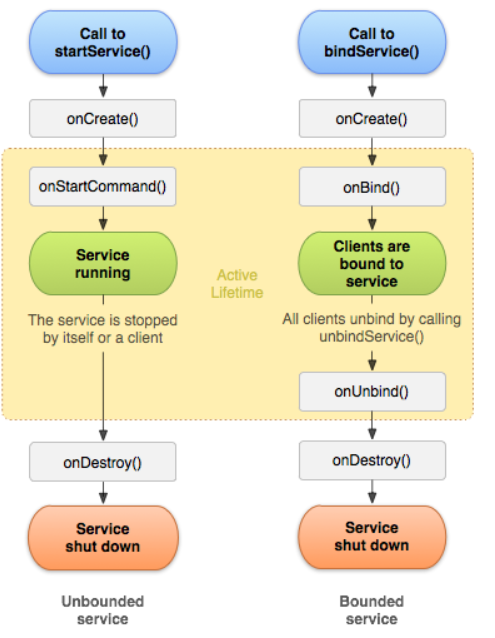 Call to
startService()
onCreate()
onStartCommand()
Service
running
The service is stopped
by itself or a client
onDestroy()
Service
shut down
Unbounded
service
Active
Lifetime
Call to
bindService()
onCreate()
onBind()
Clients are
bound to
service
All clients unbind by calling
unbindService()
onUnbind()
onDestroy()
Service
shut down
Bounded
service